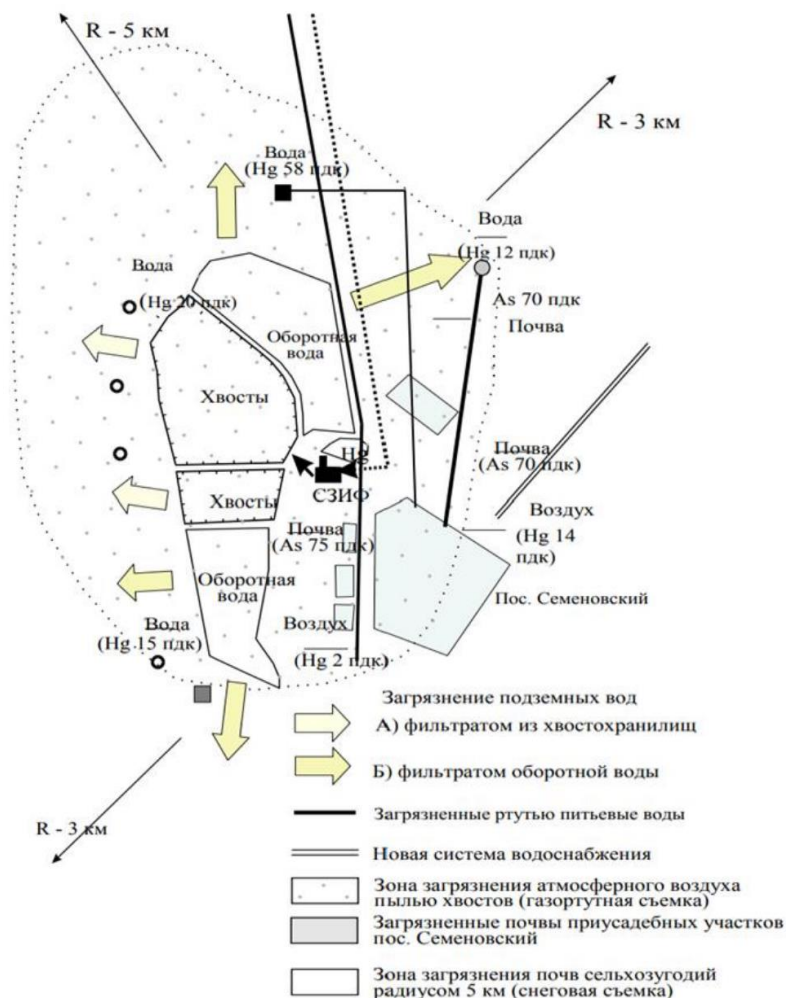 R - 5 км
R - 3 км
Вода
(Hg 58 пдк)
Вода
(Hg 12 пдк)
Вода
(Hg 20 пдк)
As 70 пдк
Почва
Оборотная
вода
Хвосты
Hg
СЗИФ
Почва
(As 70 пдк)
Хвосты
Воздух
(Hg 14
пдк)
Почва
(As 75 пдк)
Оборотная
вода
Пос. Семеновский
Вода
(Hg 15 пдк)
Воздух
(Hg 2 пдк)
R - 3 км
Загрязнение подземных вод
А) фильтратом из хвостохранилищ
Б) фильтратом оборотной воды
Загрязненные ртутью питьевые воды
Новая система водоснабжения
Зона загрязнения атмосферного воздуха
пылью хвостов (газортутная съемка)
Загрязненные почвы приусадебных участков
пос. Семеновский
Зона загрязнения почв сельхозугодий
радиусом 5 км (снеговая съемка)